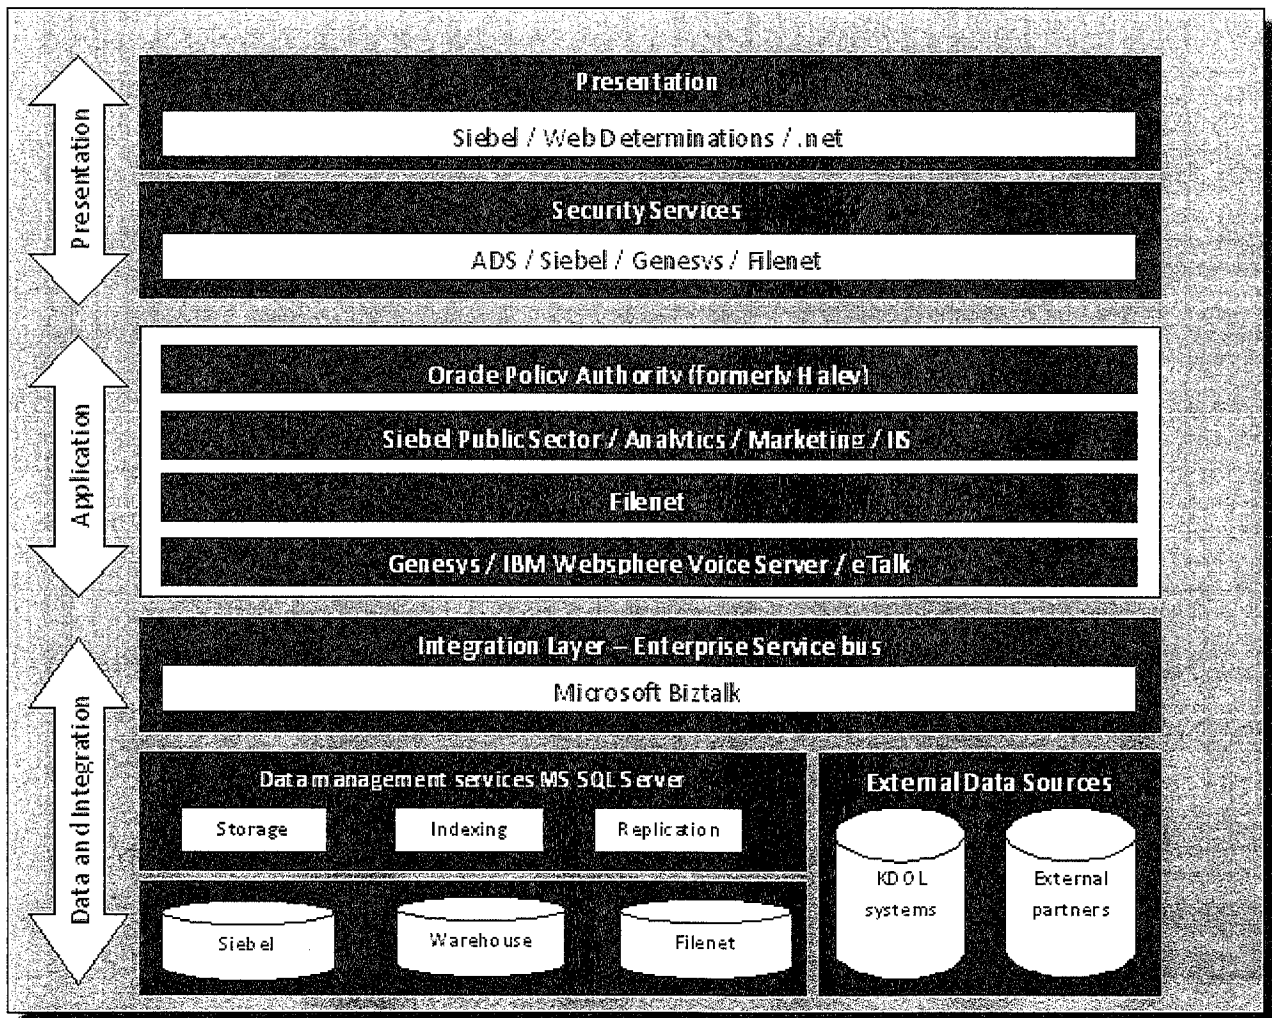 Presentation
Presentation
Siebel / Web Determinations / .net
Security Services
ADS / Siebel / Genesys / Filenet
Application
Oracle Policy Authority (formerly Haley)
Siebel Public Sector / Analytics / Marketing / IIS
Filenet
Genesys / IBM Websphere Voice Server / eTalk
Data and Integration
Integration Layer – Enterprise Service bus
Microsoft Biztalk
Data management services MS SQL Server
Storage
Indexing
Replication
Siebel
Warehouse
Filenet
External Data Sources
KDOL
systems
External
partners